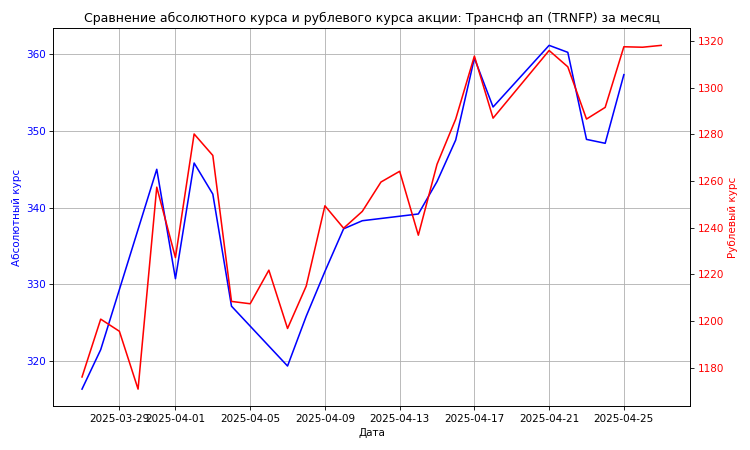 Сравнение абсолютного курса и рублевого курса акции: Транснф ап (TRNFP) за месяц
Абсолютный курс
360
350
340
330
320
1320
1300
1280
1260
1240
1220
1200
1180
Рублевый курс
2025-03-29 2025-04-01 2025-04-05 2025-04-09 2025-04-13 2025-04-17 2025-04-21 2025-04-25
Дата